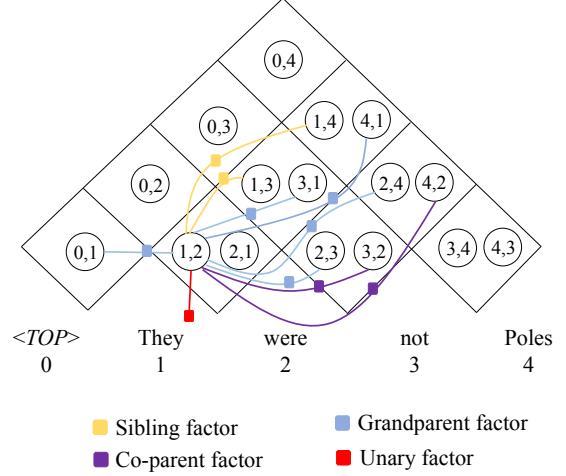 0,4
0,3 1,4 4,1
0,2 1,3 3,1 2,4 4,2
0,1 1,2 2,1 2,3 3,2 3,4 4,3
<TOP> They were not Poles
0 1 2 3 4
Sibling factor Grandparent factor
Co-parent factor Unary factor